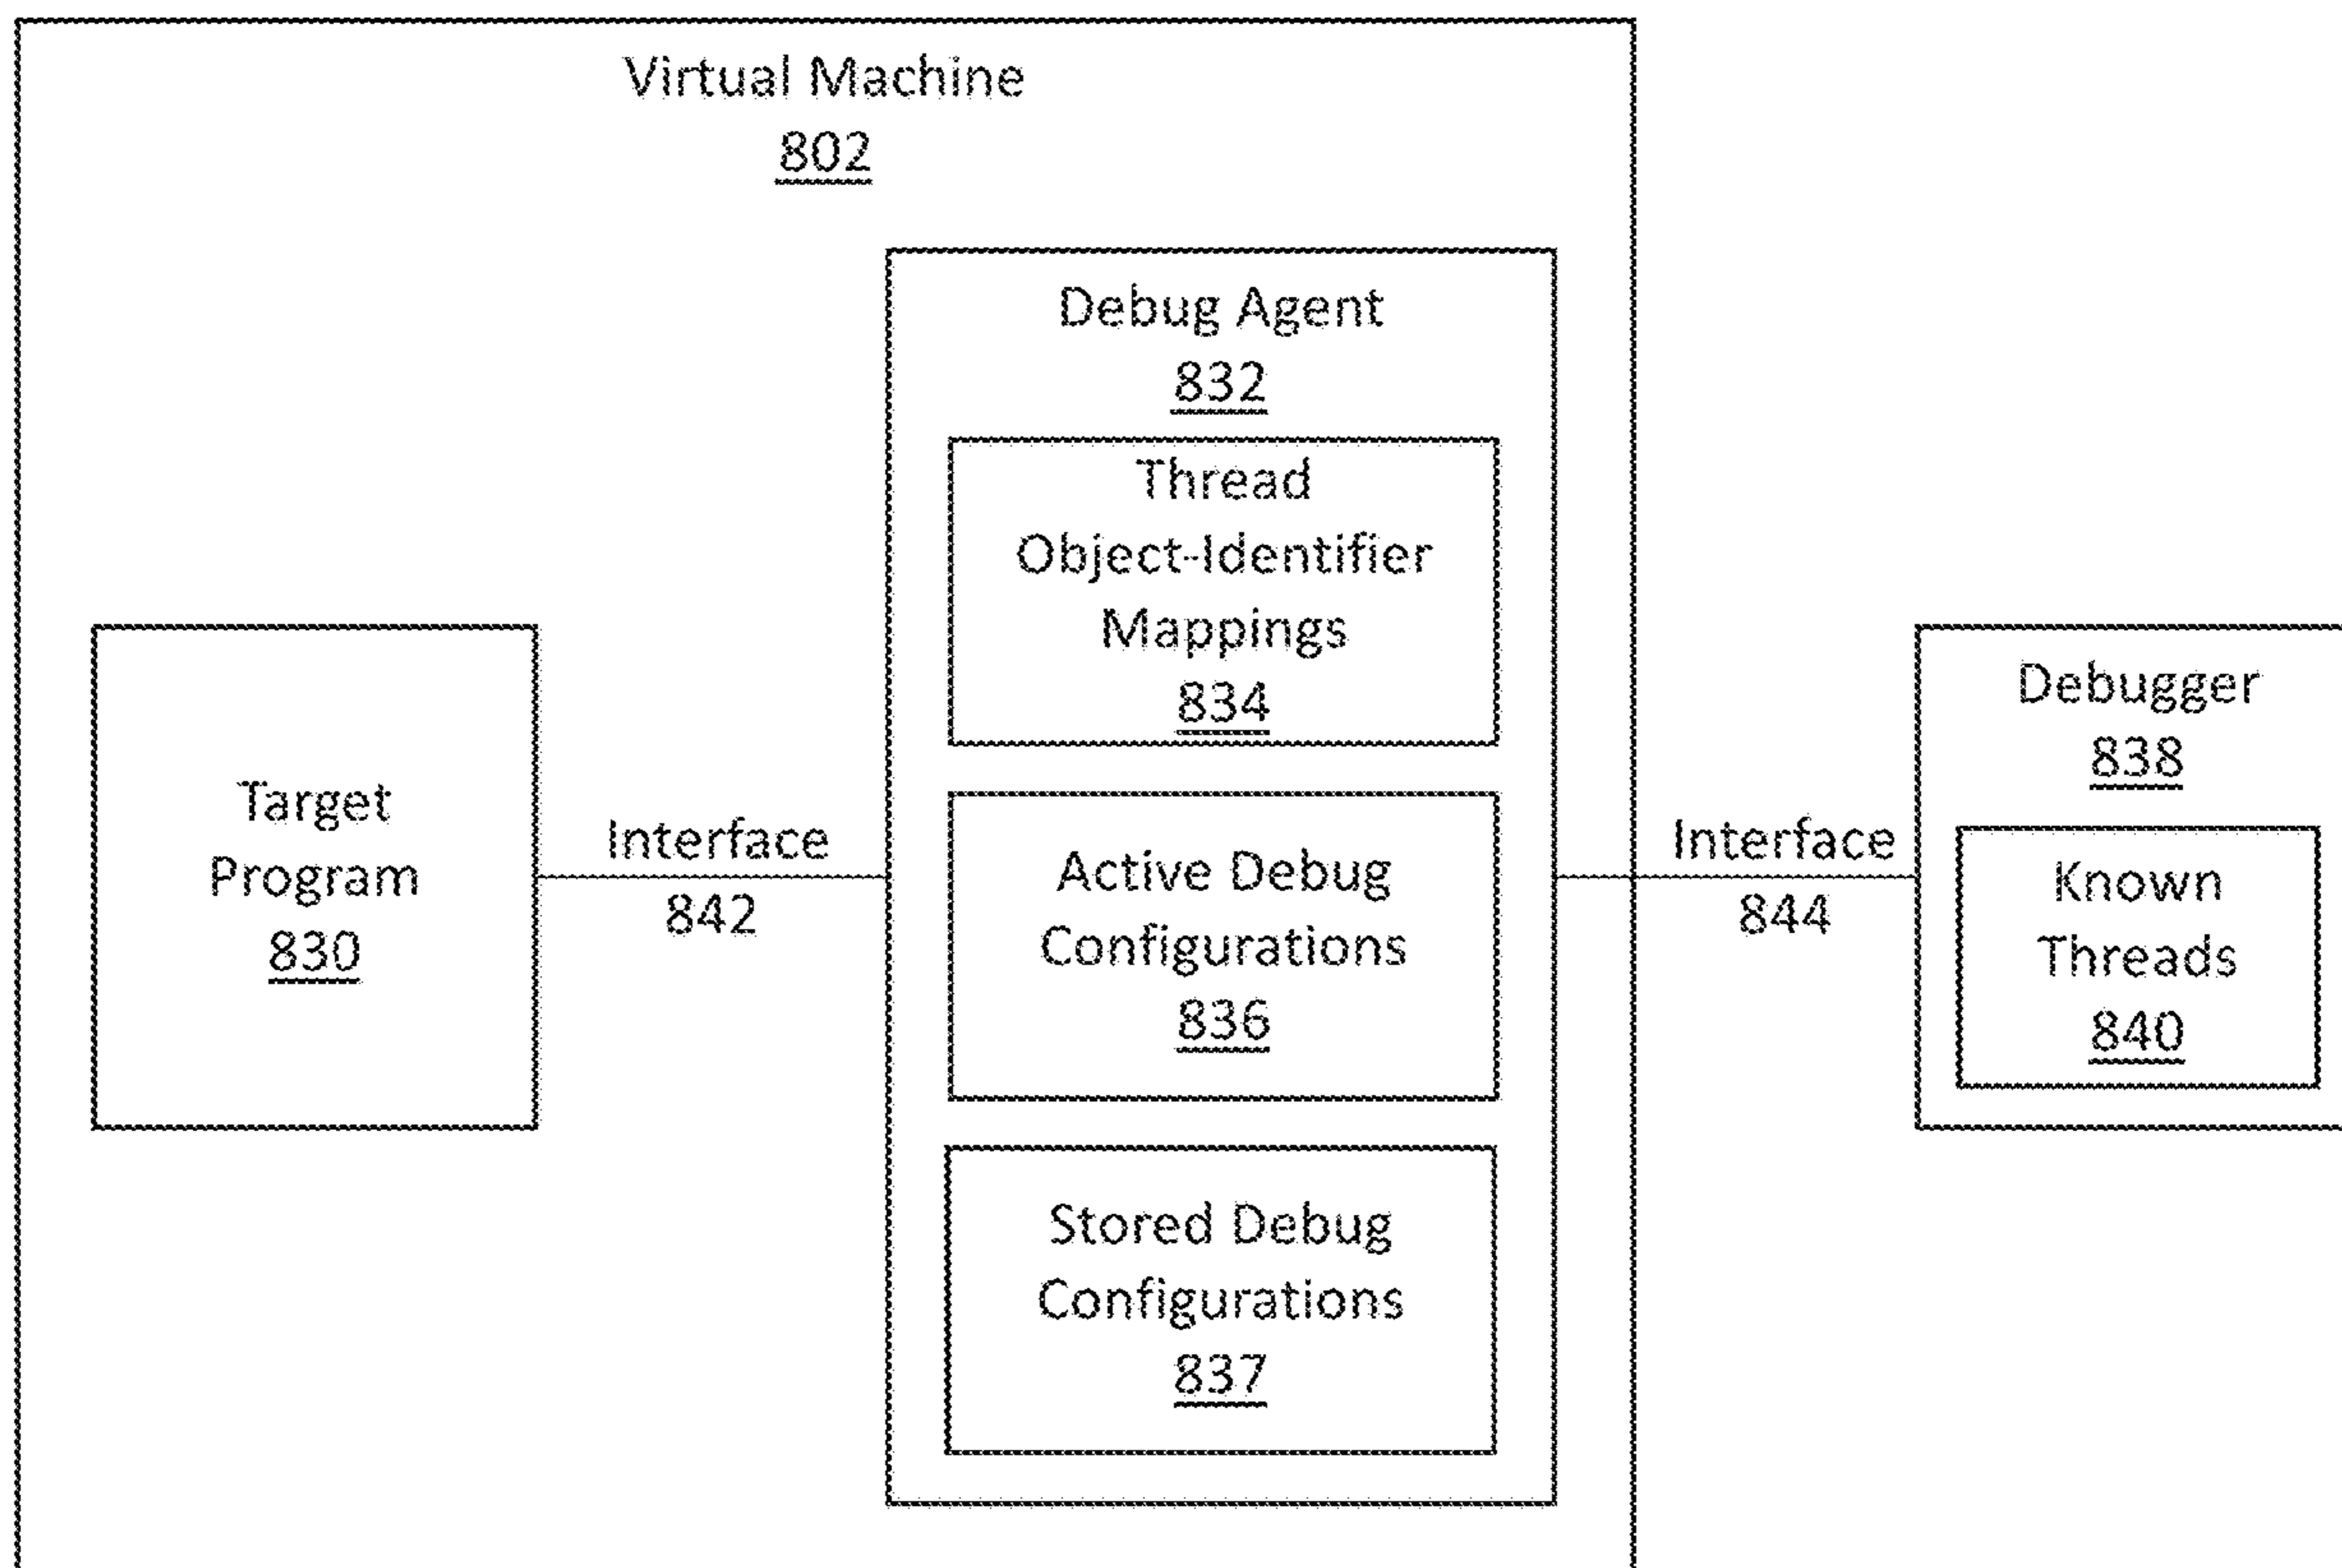 Virtual Machine
802
Debug Agent
832
Thread
Object-Identifier
Mappings
834
Target
Program
830
Interface
842
Active Debug
Configurations
836
Stored Debug
Configurations
837
Interface
844
Debugger
838
Known
Threads
840